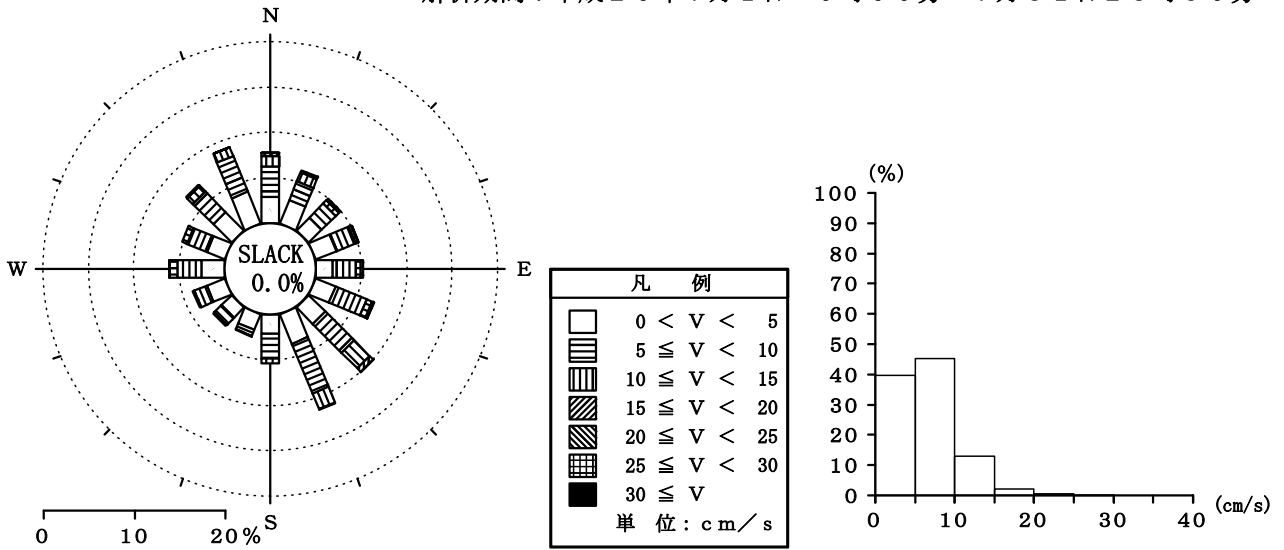 N
W
E
S
SLACK
0.0%
0 10 20%
凡 例
0 < V < 5
5 ≦ V < 10
10 ≦ V < 15
15 ≦ V < 20
20 ≦ V < 25
25 ≦ V < 30
30 ≦ V
単 位:cm/s
(%)
100
90
80
70
60
50
40
30
20
10
0
0 10 20 30 40 (cm/s)